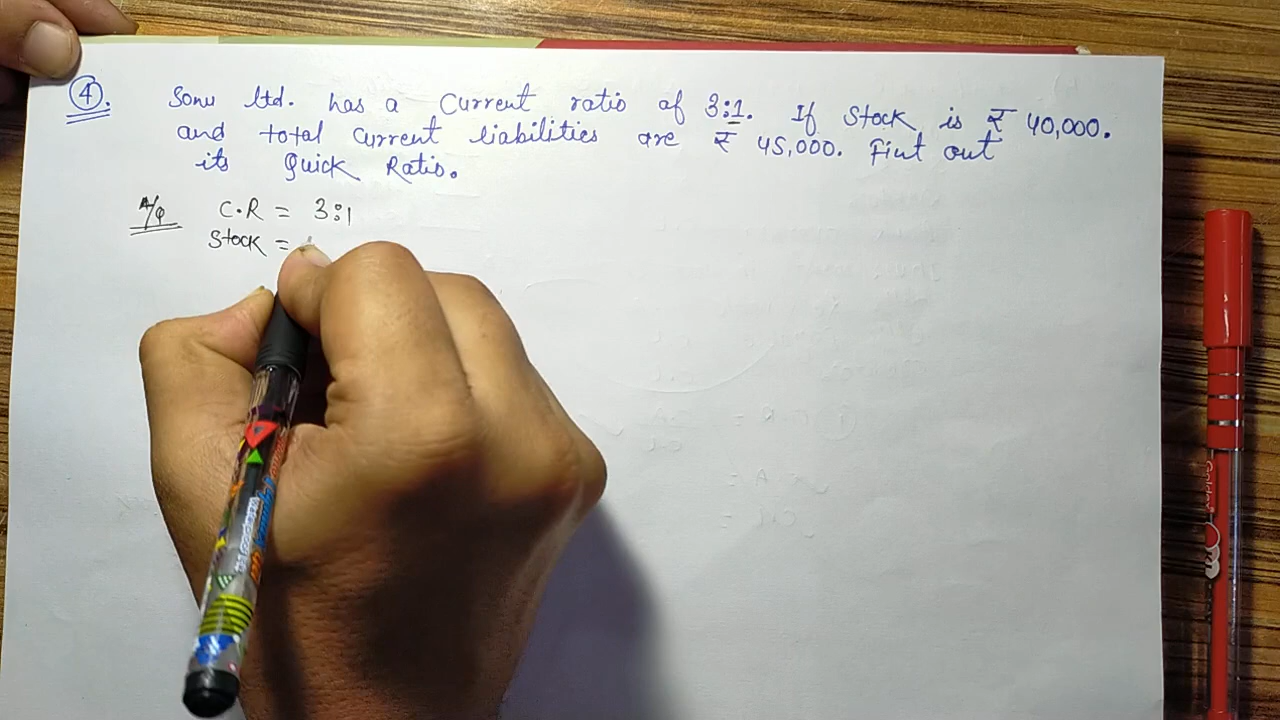 4.
Sonu ltd. has a Current ratio of 3:1. If Stock is ₹ 40,000.
and total Current liabilities are ₹ 45,000. Fint out
its Quick Ratio.
A/Q C.R = 3:1
Stock =